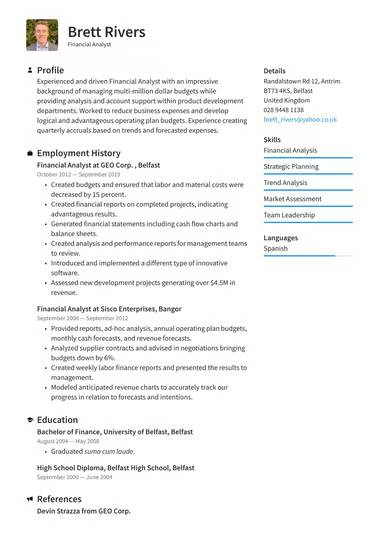 Brett Rivers
Financial Analyst
Profile
Experienced and driven Financial Analyst with an impressive
background of managing multi-million dollar budgets while
providing analysis and account support within product development
departments. Worked to reduce business expenses and develop
logical and advantageous operating plan budgets. Experience creating
quarterly accruals based on trends and forecasted expenses.
Employment History
Financial Analyst at GEO Corp. , Belfast
October 2012 — September 2019
• Created budgets and ensured that labor and material costs were
decreased by 15 percent.
• Created financial reports on completed projects, indicating
advantageous results.
• Generated financial statements including cash flow charts and
balance sheets.
• Created analysis and performance reports for management teams
to review.
• Introduced and implemented a different type of innovative
software.
• Assessed new development projects generating over $4.5M in
revenue.
Financial Analyst at Sisco Enterprises, Bangor
September 2008 — September 2012
• Provided reports, ad-hoc analysis, annual operating plan budgets,
monthly cash forecasts, and revenue forecasts.
• Analyzed supplier contracts and advised in negotiations bringing
budgets down by 6%.
• Created weekly labor finance reports and presented the results to
management.
• Modeled anticipated revenue charts to accurately track our
progress in relation to forecasts and intentions.
Education
Bachelor of Finance, University of Belfast, Belfast
August 2004 — May 2008
• Graduated suma cum laude.
High School Diploma, Belfast High School, Belfast
September 2000 — June 2004
References
Devin Strazza from GEO Corp.
Details
Randalstown Rd 12, Antrim
BT73 4KS, Belfast
United Kingdom
028 9448 1138
brett_rivers@yahoo.co.uk
Skills
Financial Analysis
Strategic Planning
Trend Analysis
Market Assessment
Team Leadership
Languages
Spanish